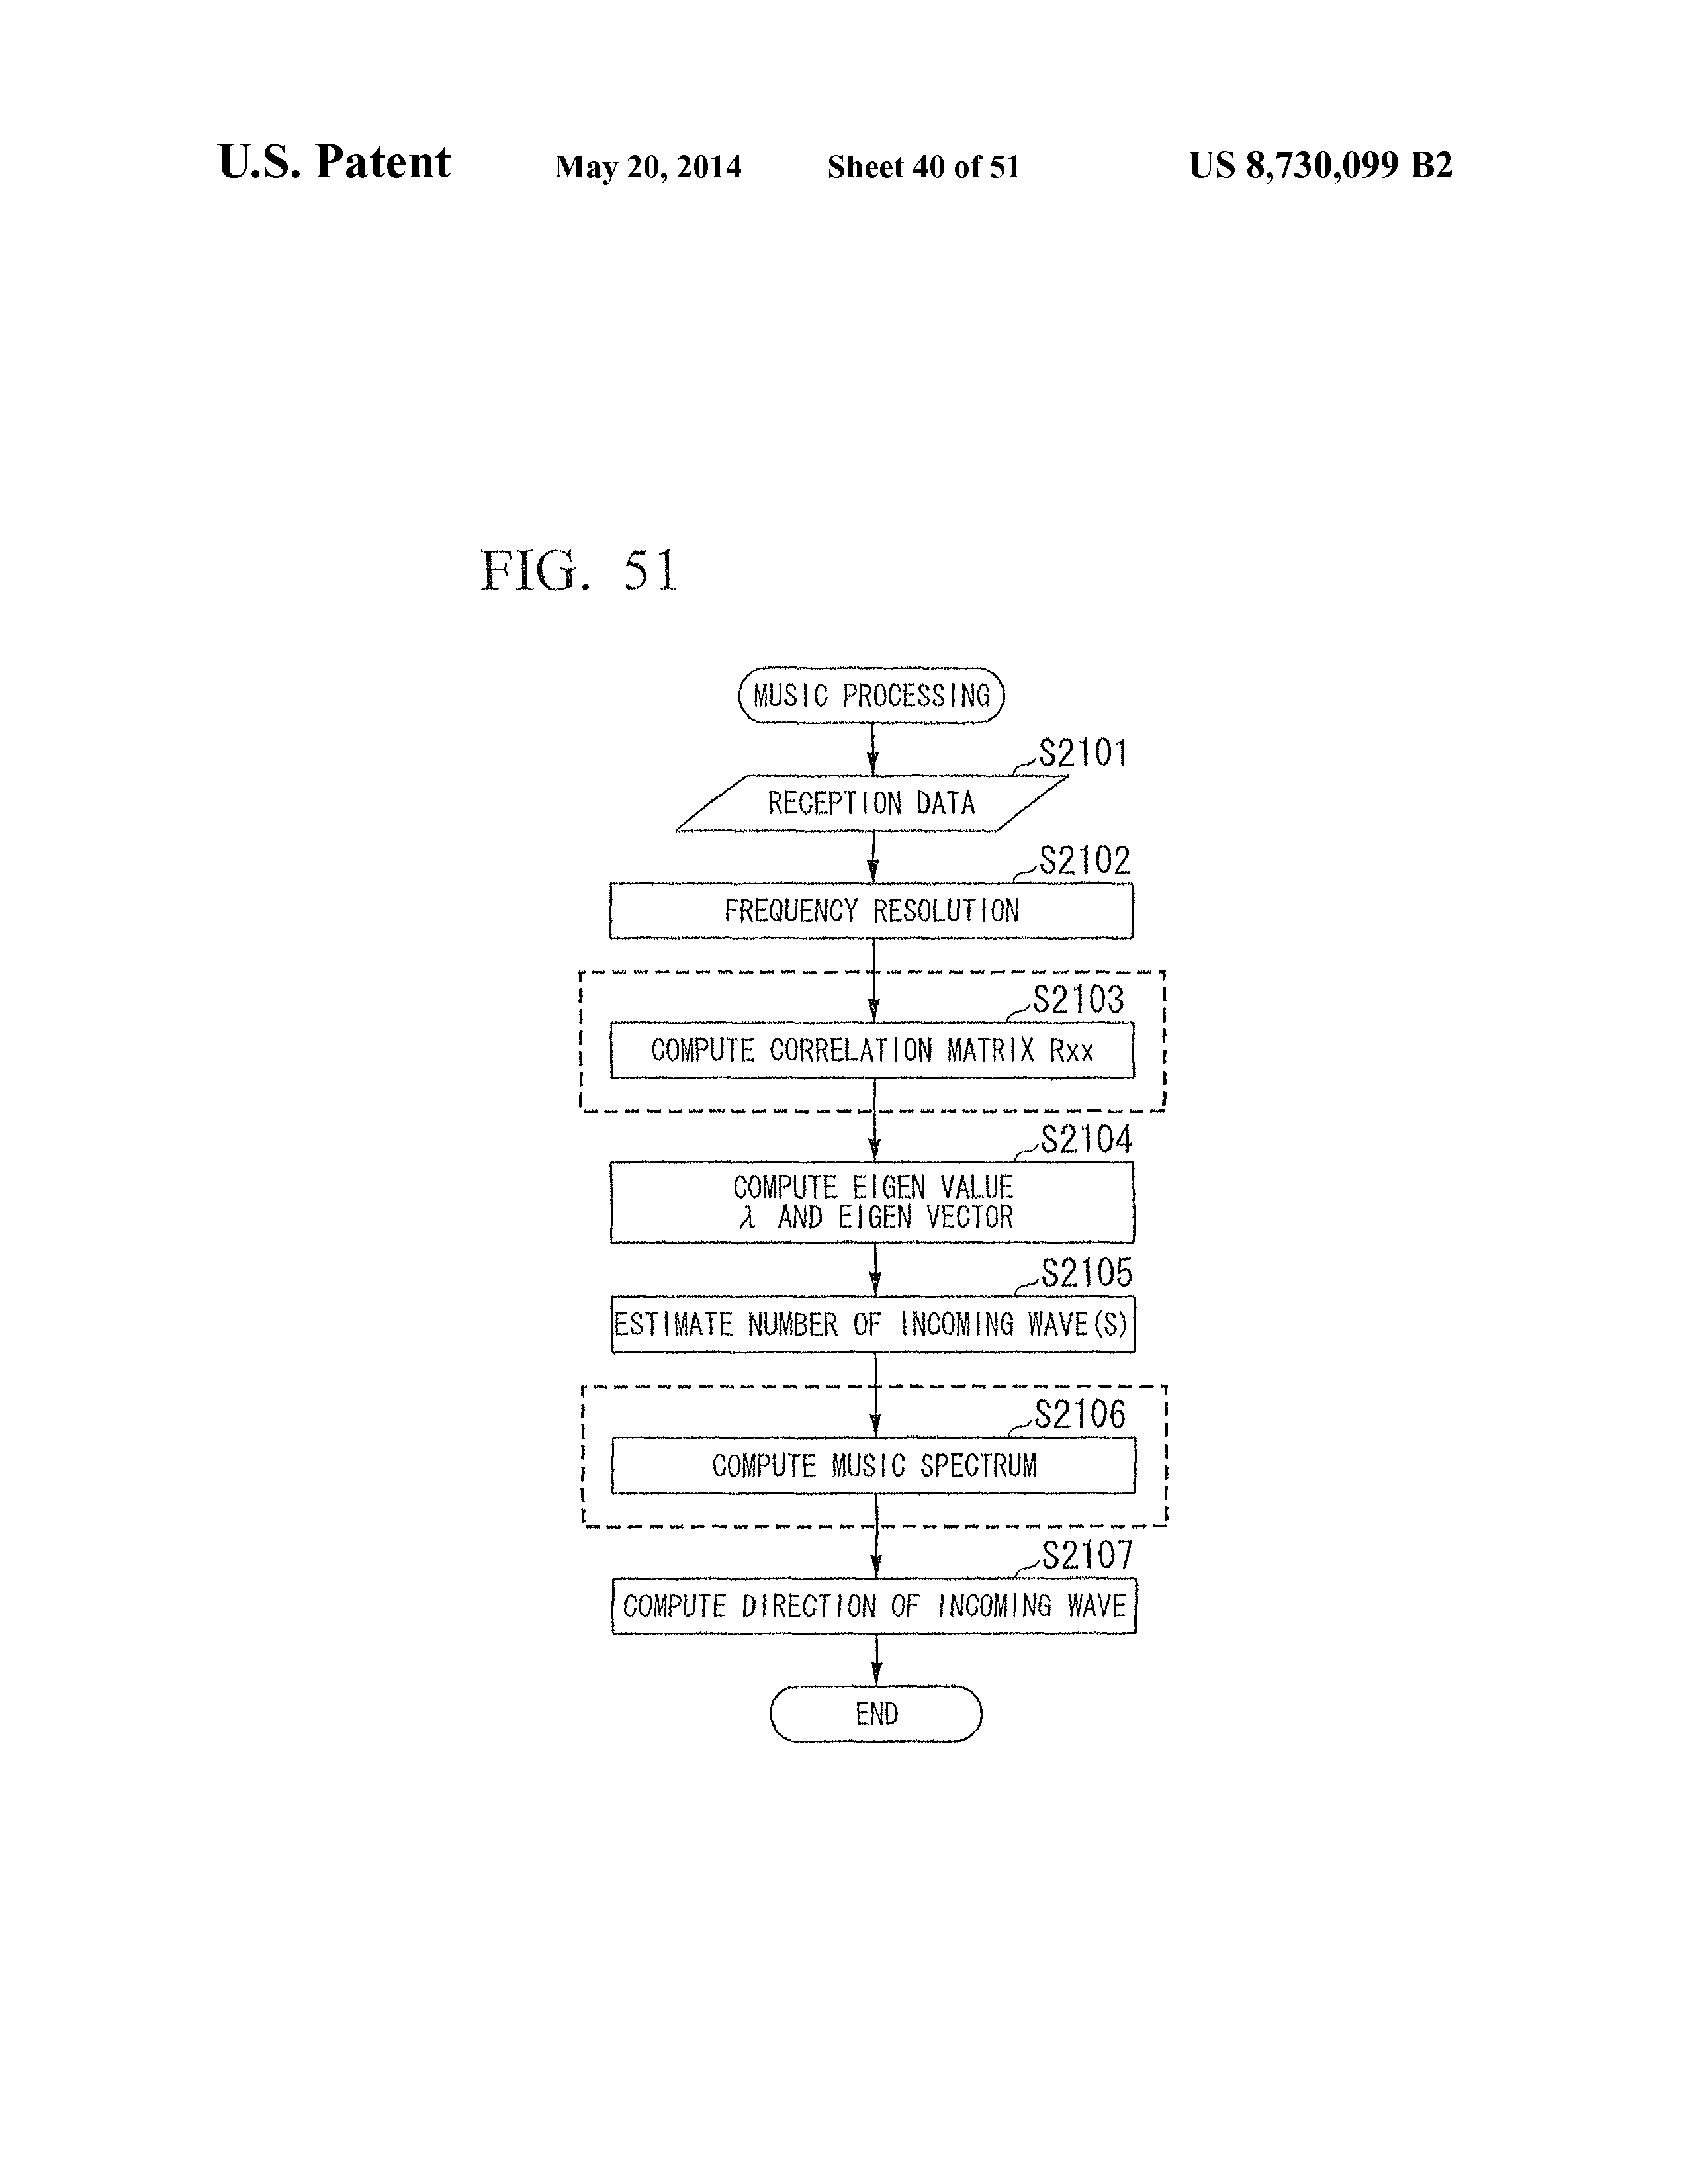 U.S. Patent May 20, 2014 Sheet 40 of 51 US 8,730,099 B2
FIG. 51
MUSIC PROCESSING
S2101
RECEPTION DATA
S2102
FREQUENCY RESOLUTION
S2103
COMPUTE CORRELATION MATRIX Rxx
S2104
COMPUTE EIGEN VALUE
λ AND EIGEN VECTOR
S2105
ESTIMATE NUMBER OF INCOMING WAVE(S)
S2106
COMPUTE MUSIC SPECTRUM
S2107
COMPUTE DIRECTION OF INCOMING WAVE
END